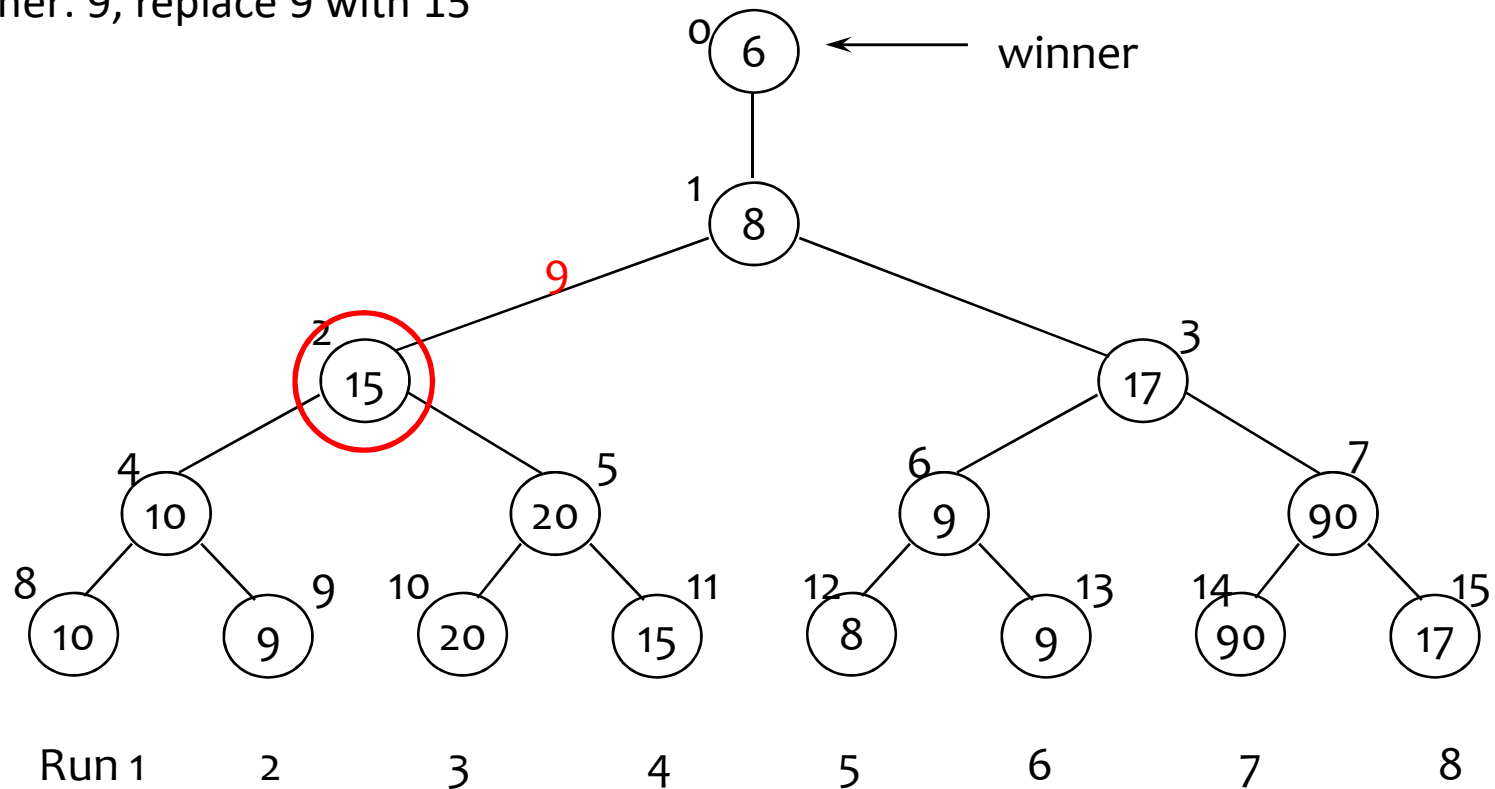 ner: 9, replace 9 with 15
0 6 winner
1 8
9
2 15 3 17
4 10 5 20 6 9 7 90
8 10 9 9 10 20 11 15 12 8 13 9 14 90 15 17
Run 1 2 3 4 5 6 7 8